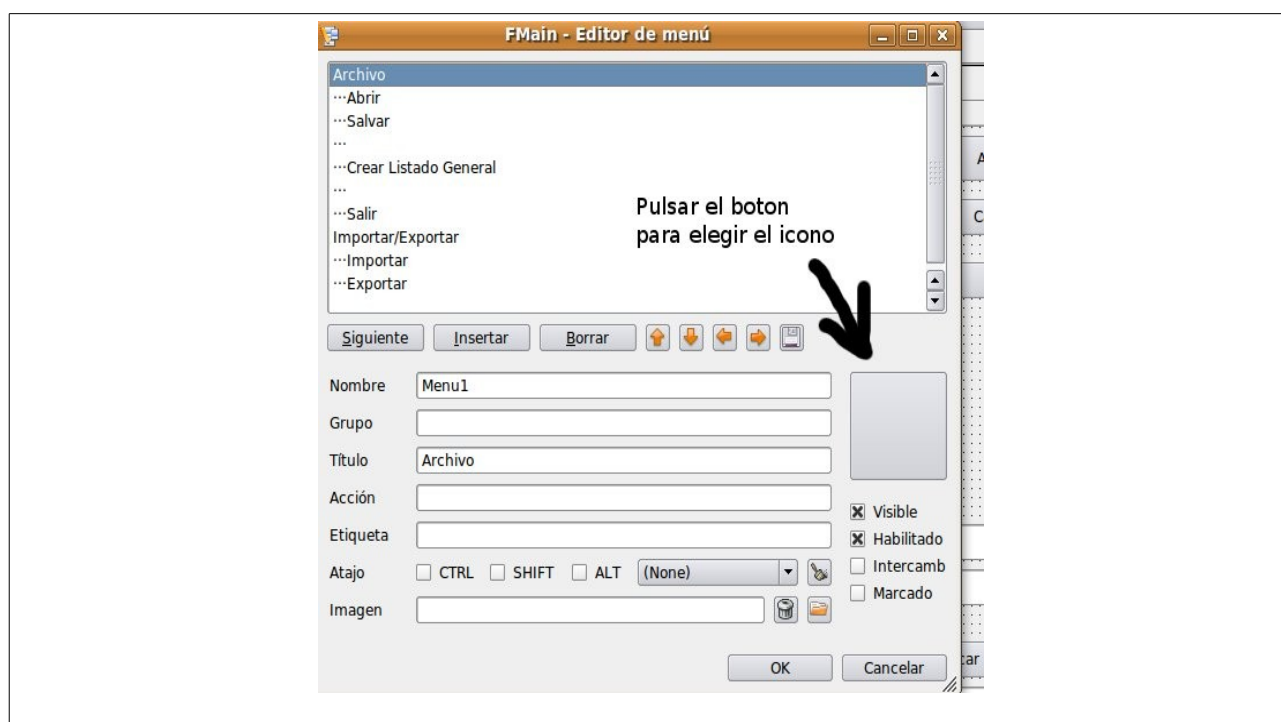 FMain - Editor de menú
Archivo
···Abrir
···Salvar
···
···Crear Listado General
···
···Salir
Importar/Exportar
···Importar
···Exportar
Pulsar el boton
para elegir el icono
Siguiente Insertar Borrar
Nombre Menu1
Grupo
Título Archivo
Acción
Etiqueta
Atajo CTRL SHIFT ALT (None)
Imagen
Visible
Habilitado
Intercamb
Marcado
OK Cancelar
A
C
car